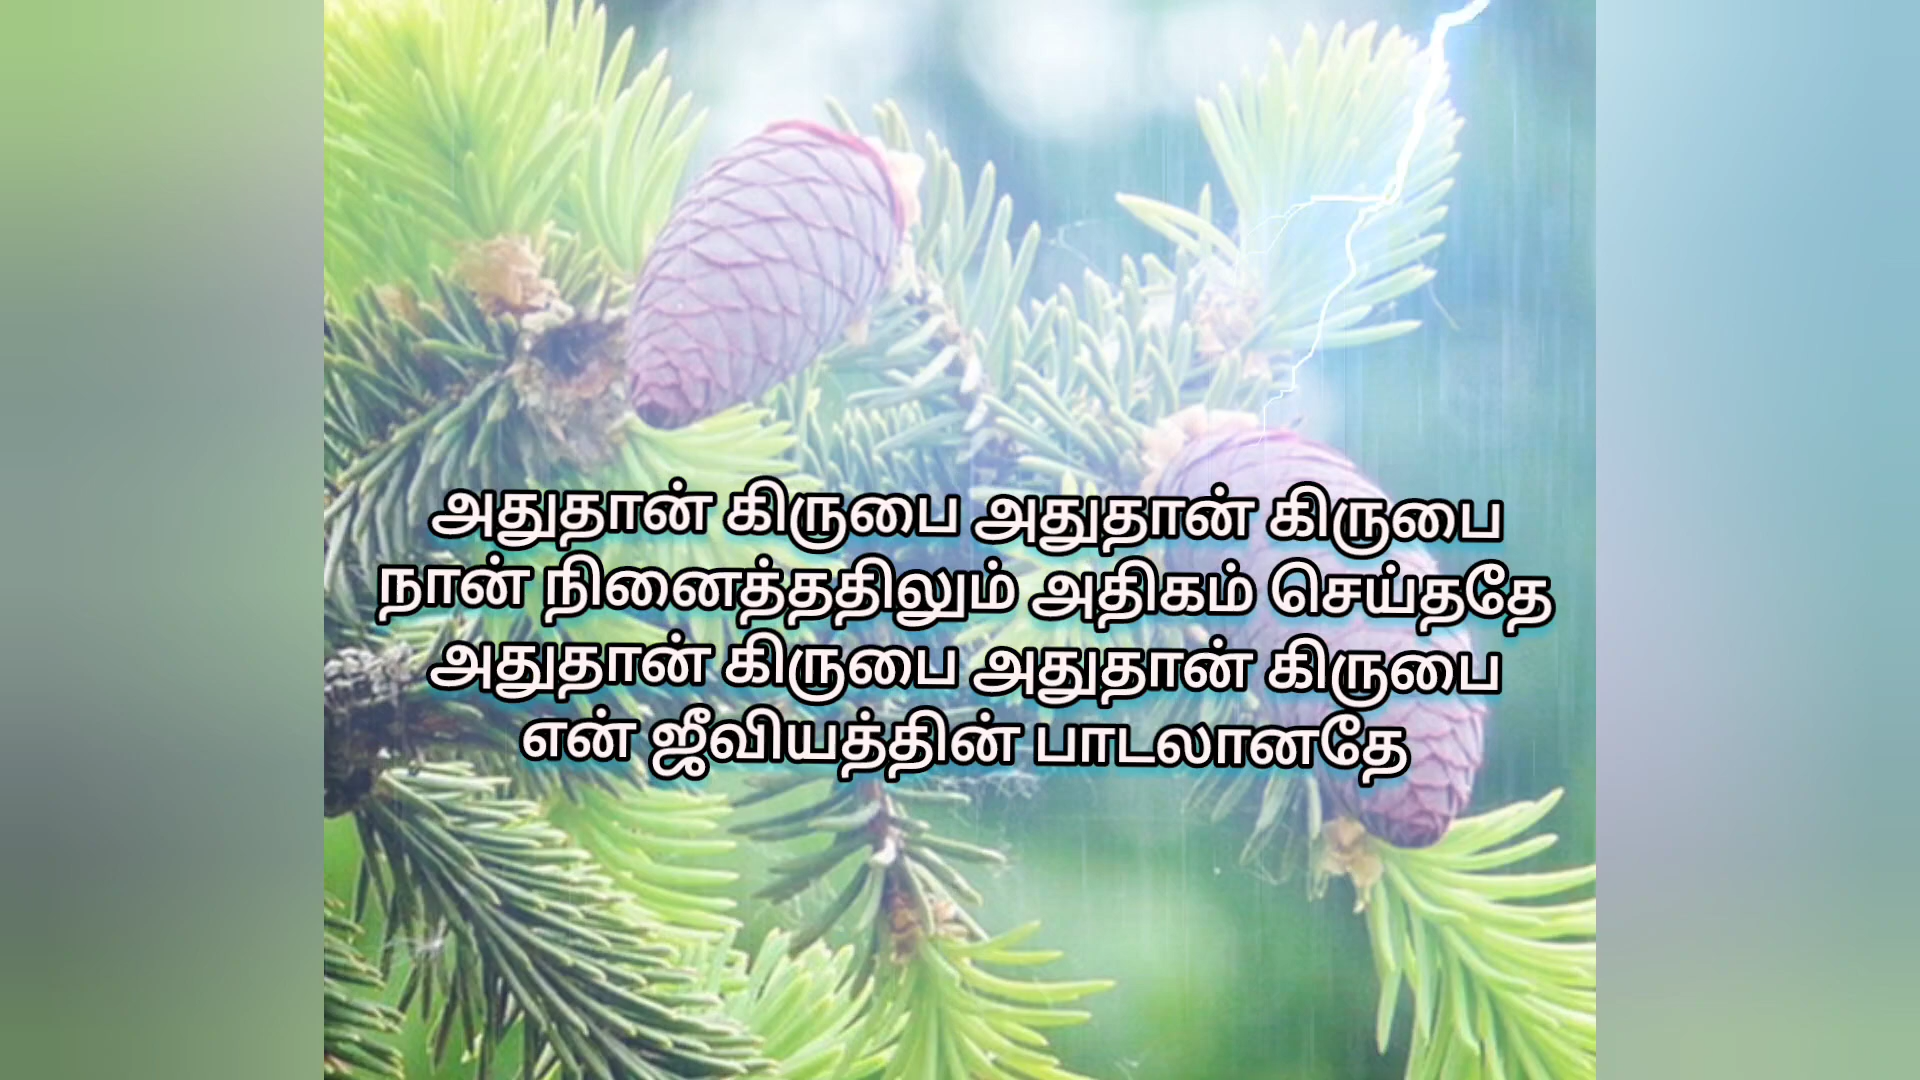 அதுதான் கிருபை அதுதான் கிருபை
நான் நினைத்ததிலும் அதிகம் செய்ததே
அதுதான் கிருபை அதுதான் கிருபை
என் ஜீவியத்தின் பாடலானதே